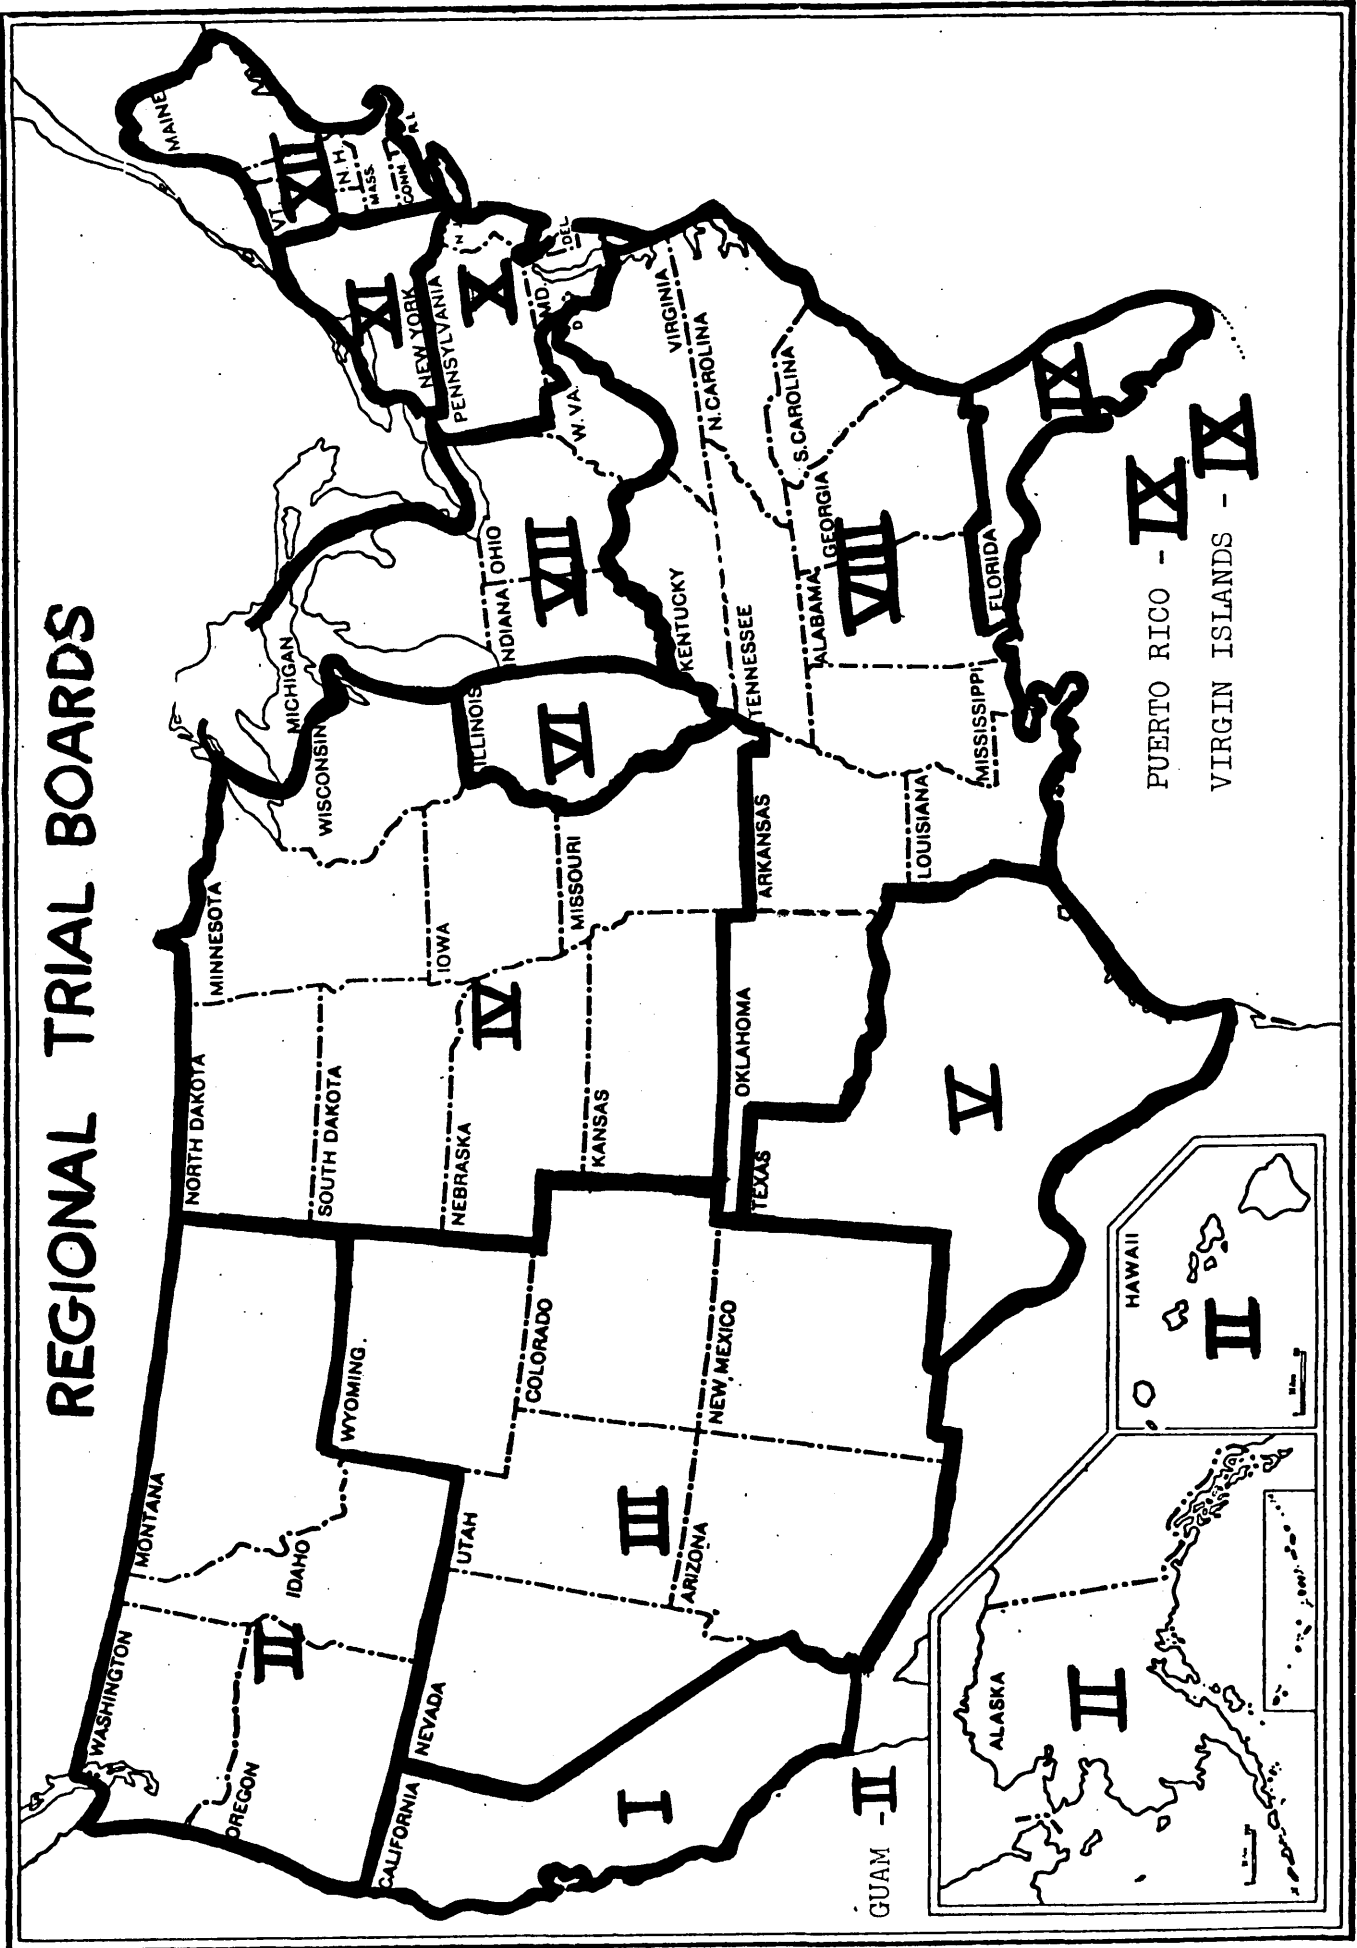 REGIONAL TRIAL BOARDS
WASHINGTON
MONTANA
NORTH DAKOTA
MINNESOTA
MICHIGAN
MAINE
VT.
XII
N.H.
MASS.
CONN.
R.I.
OREGON
II
IDAHO
WYOMING.
SOUTH DAKOTA
WISCONSIN
XI
NEW YORK
CALIFORNIA
NEVADA
UTAH
NEBRASKA
IV
IOWA
ILLINOIS
VI
INDIANA
OHIO
VII
PENNSYLVANIA
X
N.J.
MD.
DEL.
D.C.
W. VA.
I
III
COLORADO
KANSAS
MISSOURI
KENTUCKY
VIRGINIA
ARIZONA
NEW MEXICO
TEXAS
OKLAHOMA
ARKANSAS
TENNESSEE
N. CAROLINA
S. CAROLINA
ALABAMA
GEORGIA
VIII
V
LOUISIANA
MISSISSIPPI
FLORIDA
IX
GUAM - II
ALASKA
II
HAWAII
II
PUERTO RICO - IX
VIRGIN ISLANDS - IX